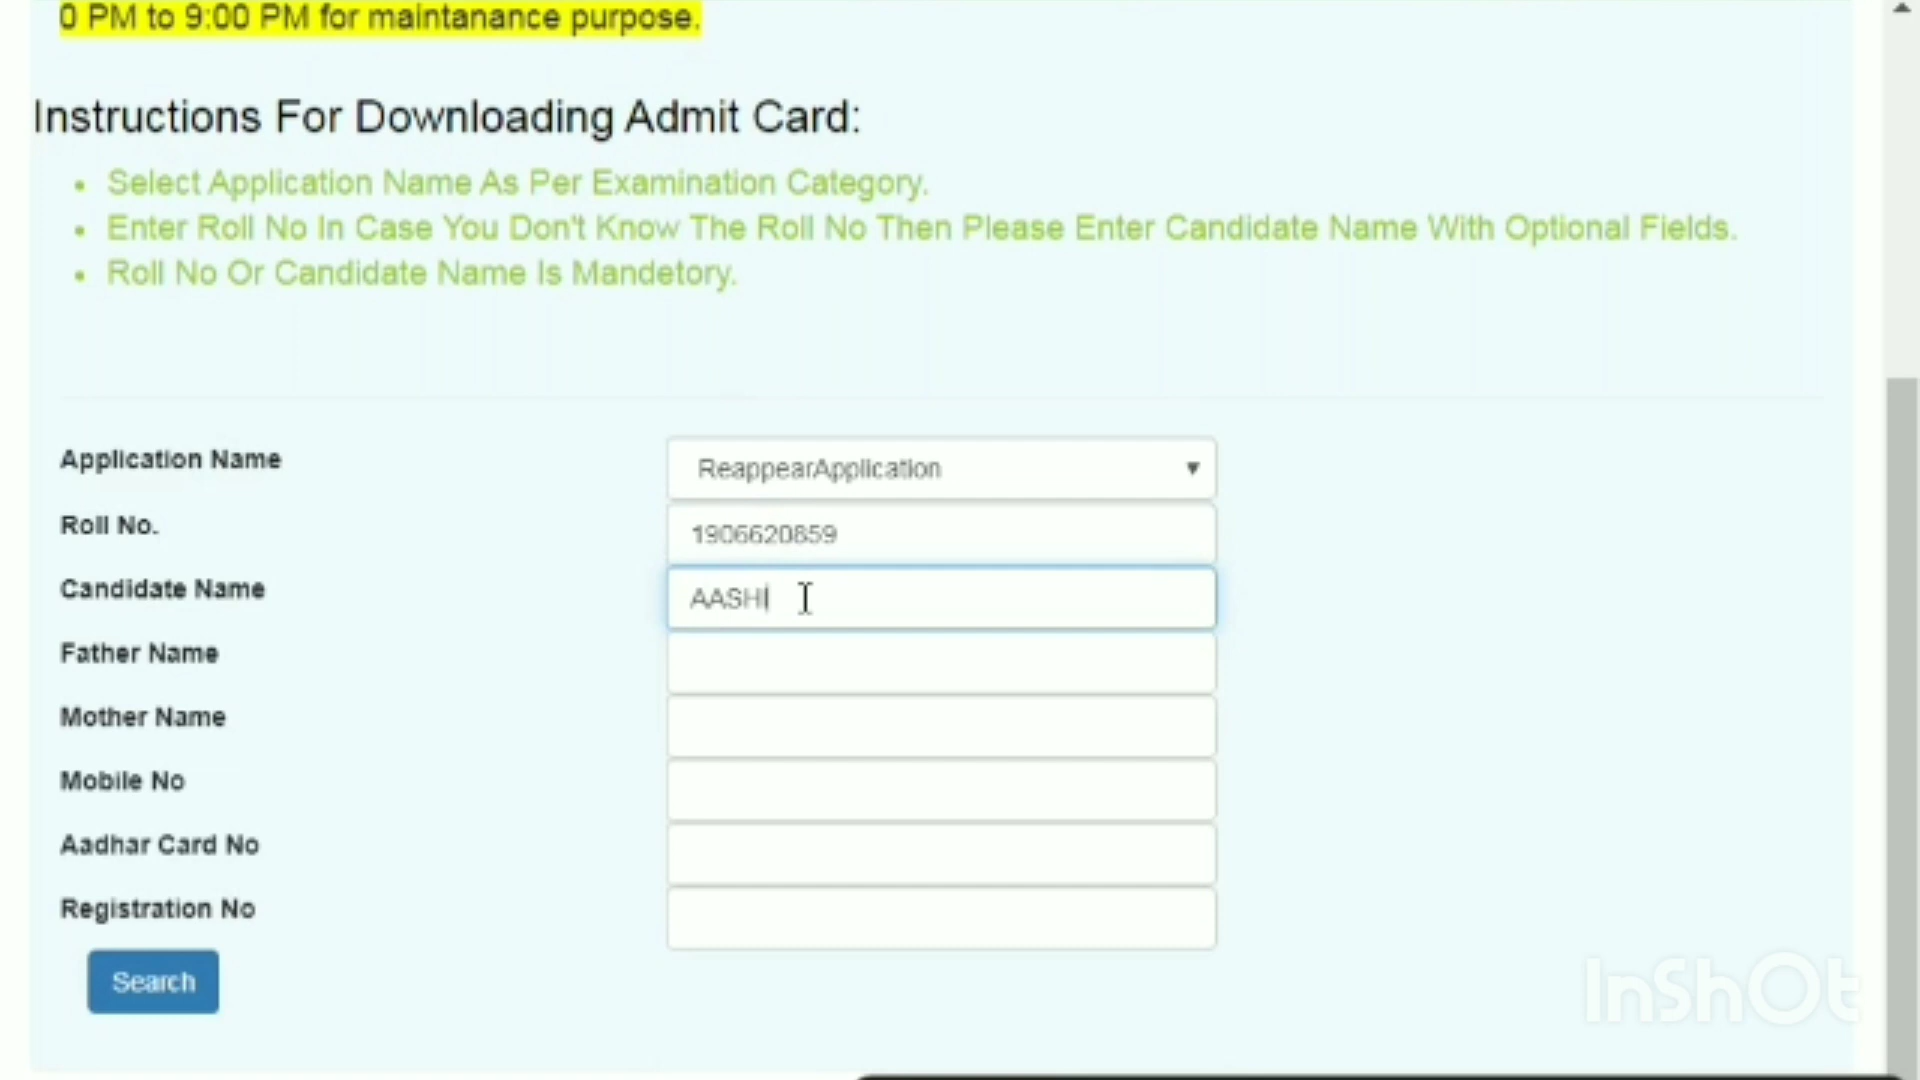 0 PM to 9:00 PM for maintanance purpose.
Instructions For Downloading Admit Card:
Select Application Name As Per Examination Category.
Enter Roll No In Case You Don't Know The Roll No Then Please Enter Candidate Name With Optional Fields.
Roll No Or Candidate Name Is Mandetory.
Application Name
ReappearApplication
Roll No.
1906620859
Candidate Name
AASHI
Father Name
Mother Name
Mobile No
Aadhar Card No
Registration No
Search
InShOt